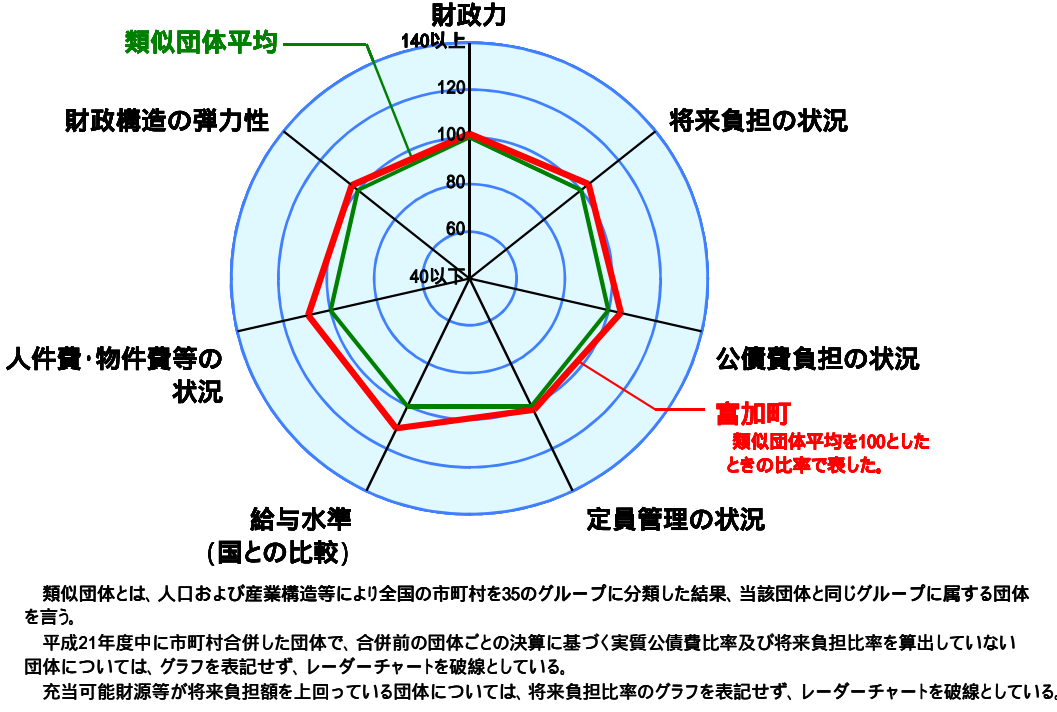 財政力
類似団体平均
140以上
120
財政構造の弾力性
将来負担の状況
100
80
60
40以下
人件費・物件費等の
状況
公債費負担の状況
富加町
類似団体平均を100とした
ときの比率で表した。
給与水準
(国との比較)
定員管理の状況
類似団体とは、人口および産業構造等により全国の市町村を35のグループに分類した結果、当該団体と同じグループに属する団体
を言う。
平成21年度中に市町村合併した団体で、合併前の団体ごとの決算に基づく実質公債費比率及び将来負担比率を算出していない
団体については、グラフを表記せず、レーダーチャートを破線としている。
充当可能財源等が将来負担額を上回っている団体については、将来負担比率のグラフを表記せず、レーダーチャートを破線としている。